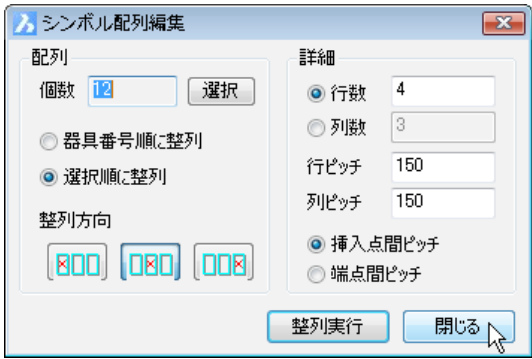 シンボル配列編集
配列
個数 12 選択
器具番号順に整列
選択順に整列
整列方向
詳細
行数 4
列数 3
行ピッチ 150
列ピッチ 150
挿入点間ピッチ
端点間ピッチ
整列実行 閉じる